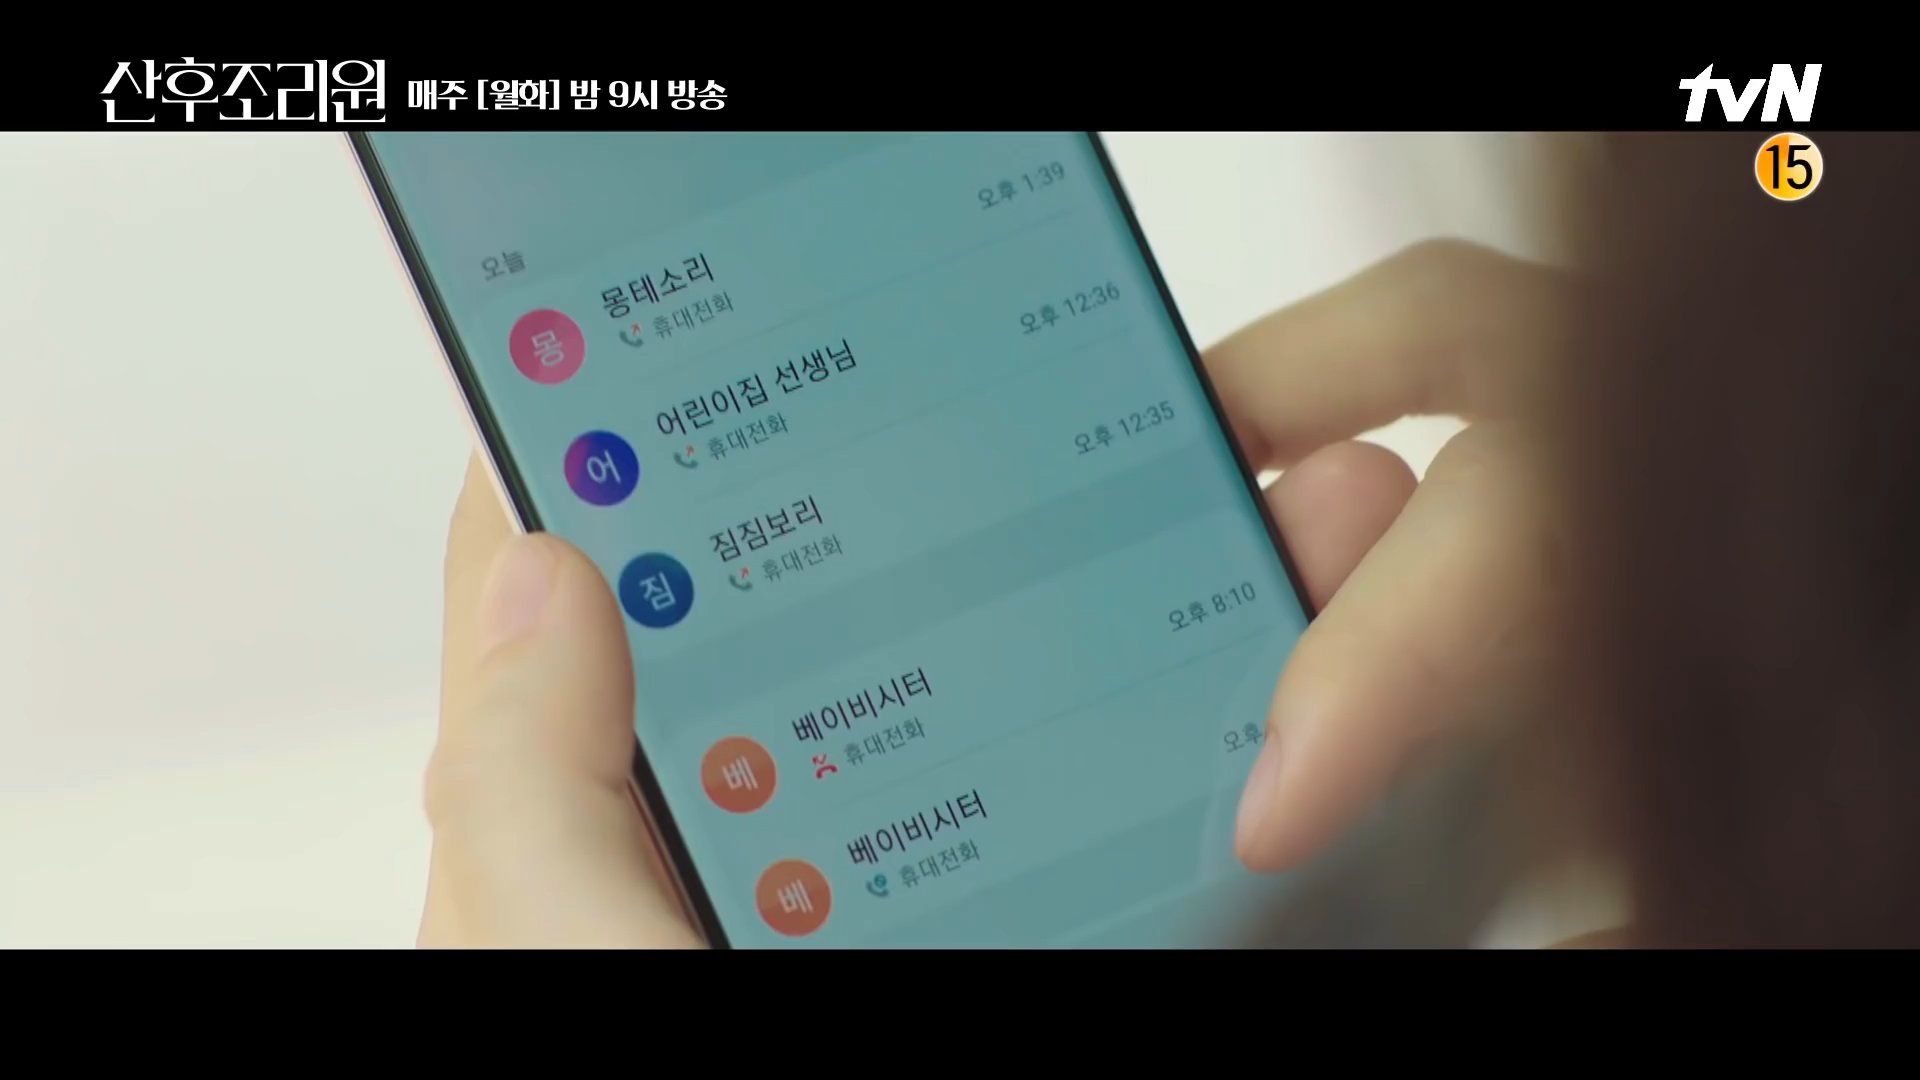 산후조리원 매주 [월화] 밤 9시 방송
tvN
15
오후 1:39
오늘
몽 몽테소리
휴대전화
오후 12:36
어 어린이집 선생님
휴대전화
오후 12:35
짐 짐짐보리
휴대전화
오후 8:10
베 베이비시터
휴대전화
오후
베 베이비시터
휴대전화